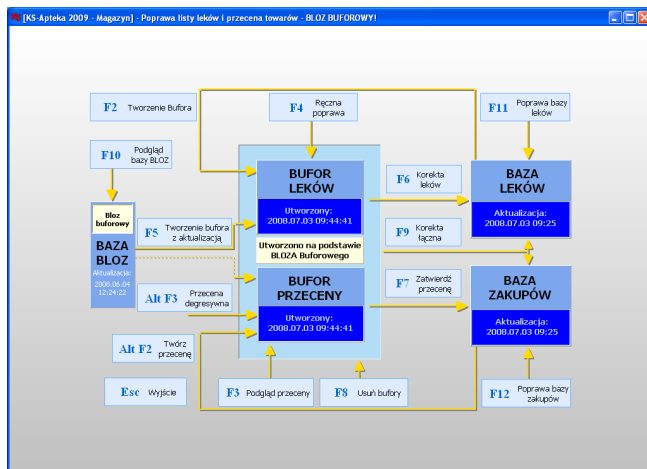 [KS-Apteka 2009 - Magazyn] - Poprawa listy leków i przecena towarów - BLOZ BUFOROWY!
F2 Tworzenie Bufora
F4 Ręczna
poprawa
F11 Poprawa bazy
leków
F10 Podgląd
bazy BLOZ
BUFOR
LEKÓW
Utworzony:
2008.07.03 09:44:41
F6 Korekta
leków
BAZA
LEKÓW
Aktualizacja:
2008.07.03 09:25
Bloz
buforowy
BAZA
BLOZ
Aktualizacja:
2008.06.04
12:24:22
F5 Tworzenie bufora
z aktualizacją
Utworzono na podstawie
BLOZA Buforowego
F9 Korekta
łączna
Alt F3 Przecena
degresywna
BUFOR
PRZECENY
Utworzony:
2008.07.03 09:44:41
F7 Zatwierdź
przecenę
BAZA
ZAKUPÓW
Aktualizacja:
2008.07.03 09:25
Alt F2 Twórz
przecenę
Esc Wyjście
F3 Podgląd przeceny
F8 Usuń bufory
F12 Poprawa bazy
zakupów